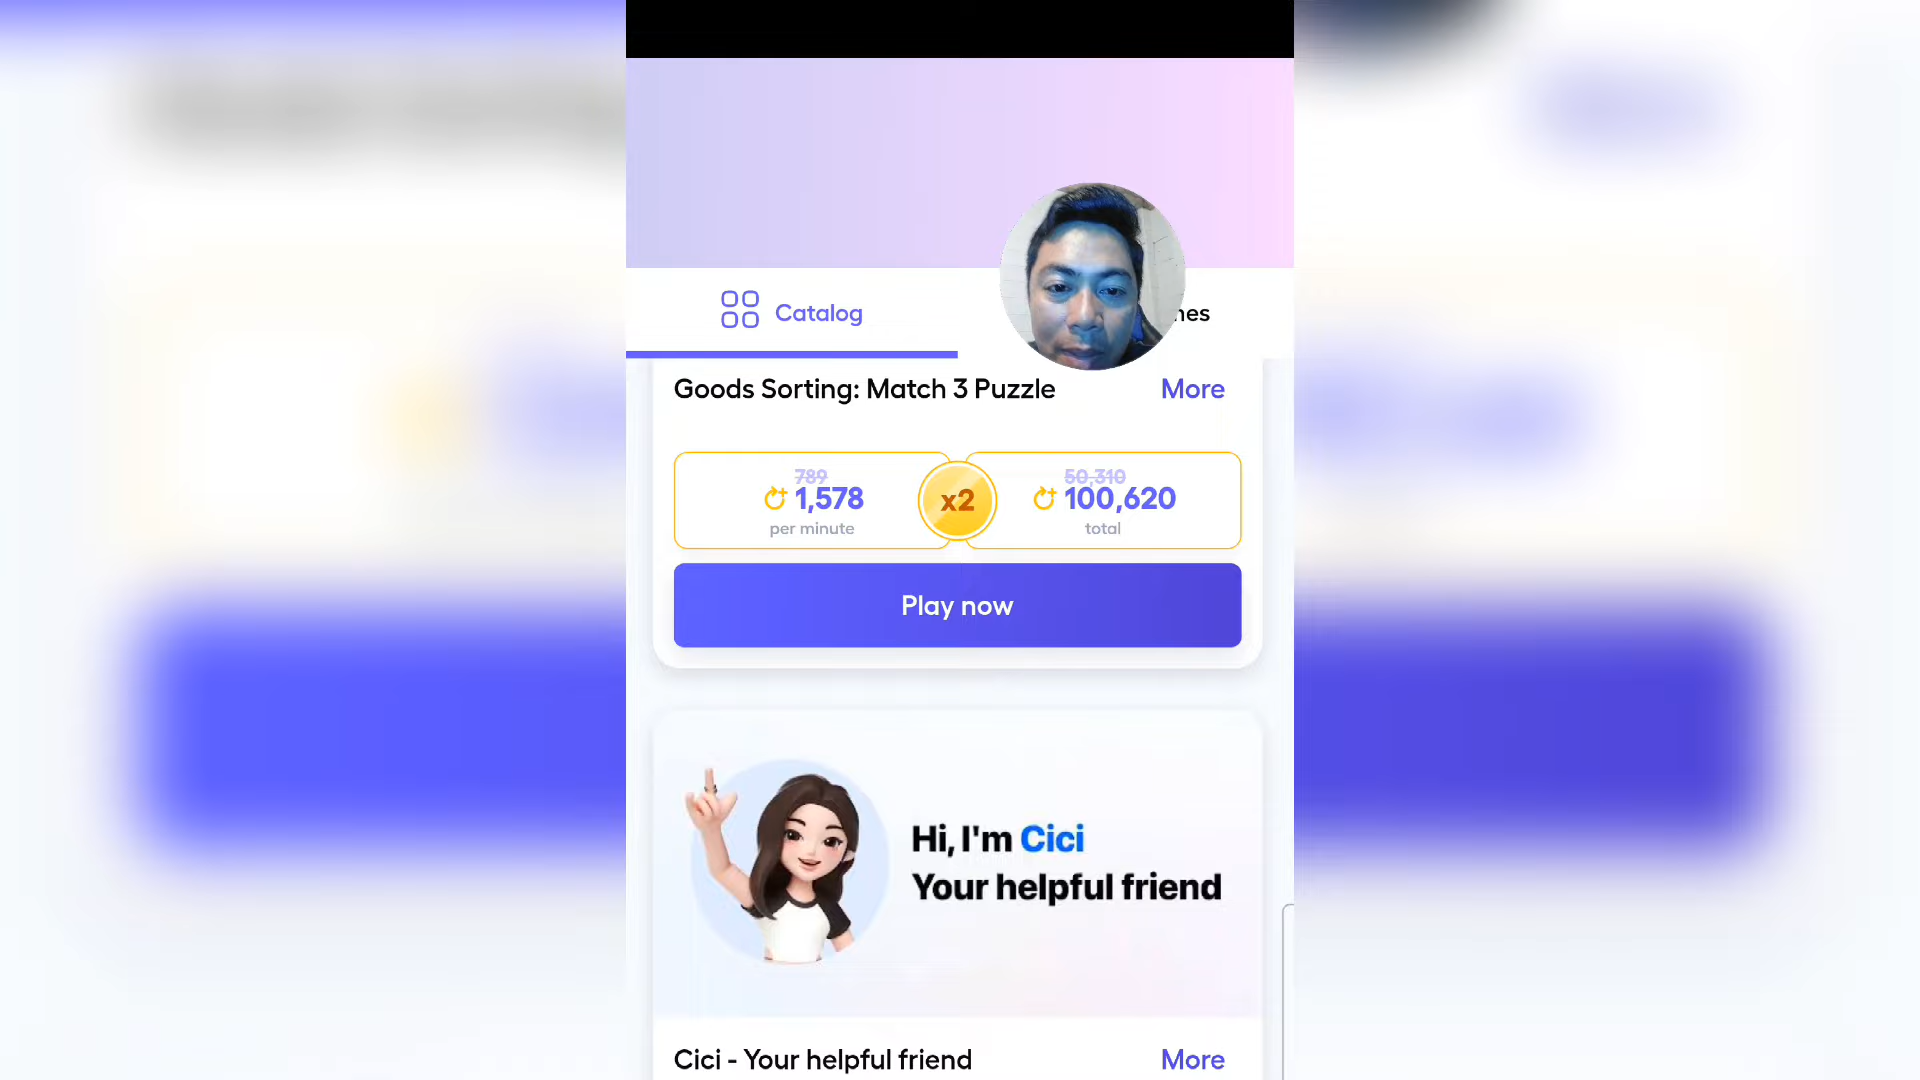 Catalog
Goods Sorting: Match 3 Puzzle
More
789
1,578
per minute
x2
50,310
100,620
total
Play now
Hi, I'm Cici
Your helpful friend
Cici - Your helpful friend
More